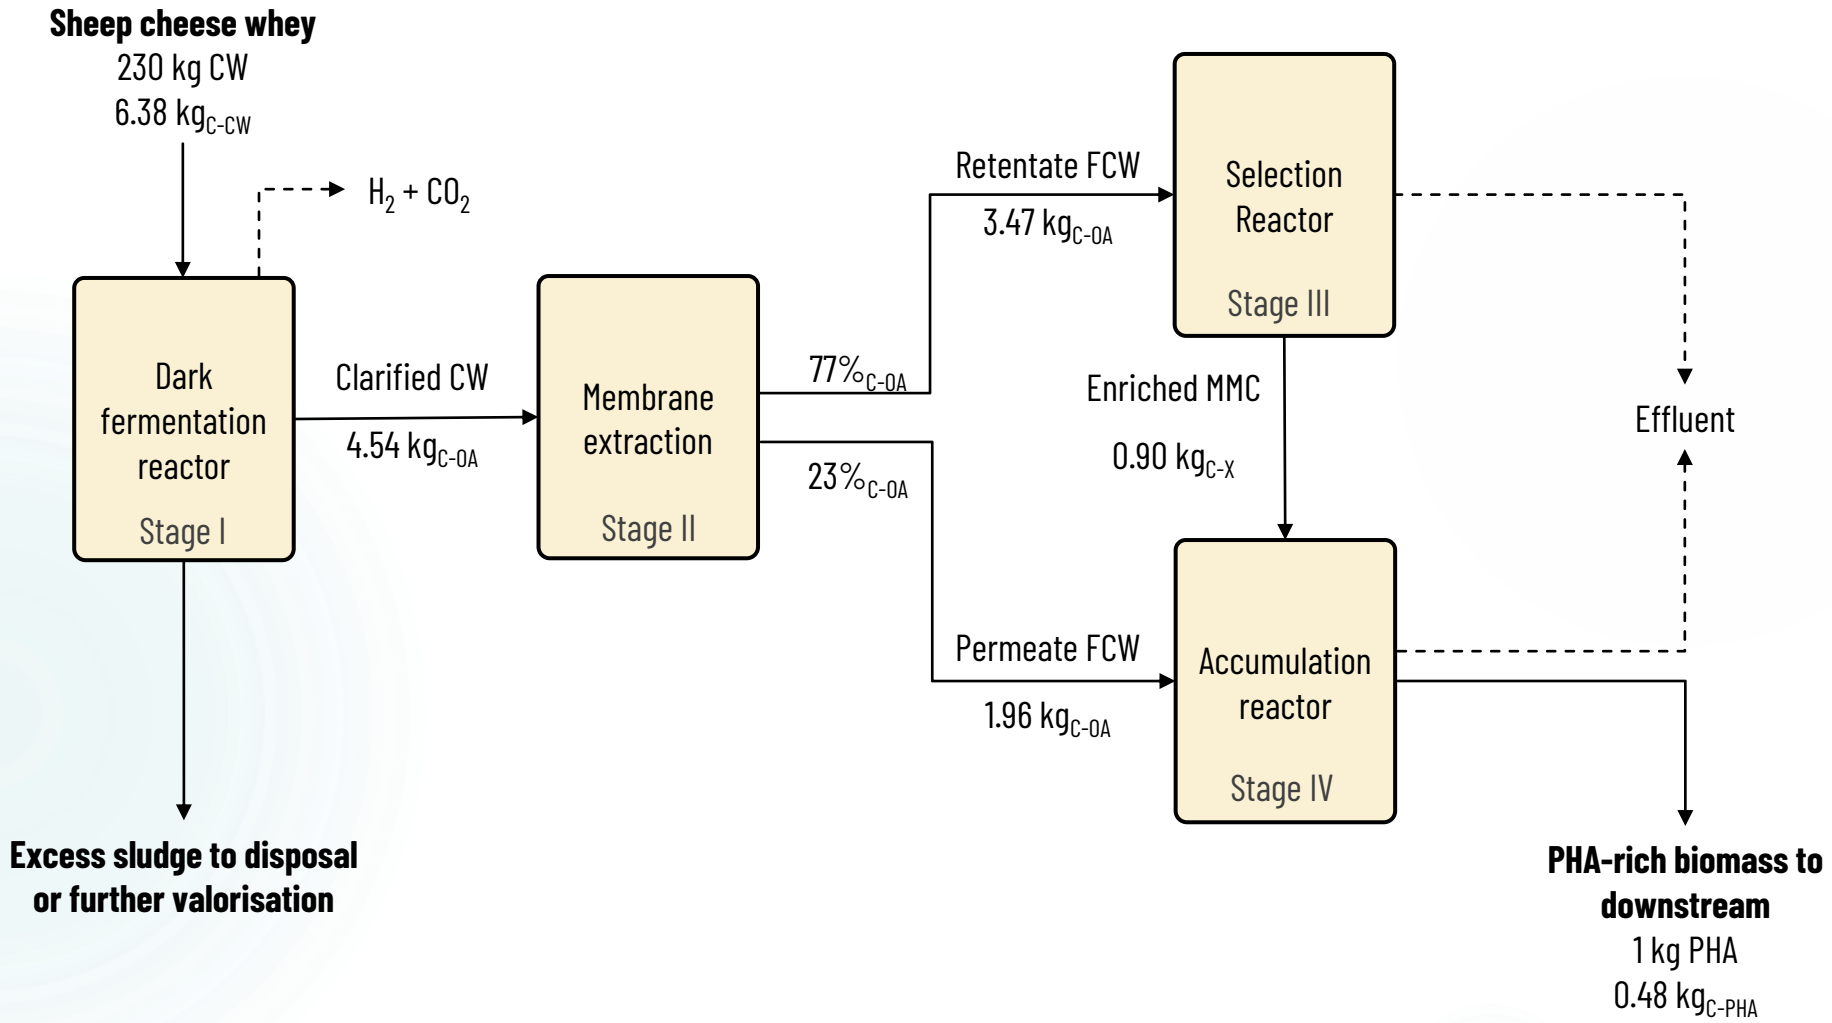 Sheep cheese whey
230 kg CW
6.38 kgC-CW
H2 + CO2
Dark
fermentation
reactor
Stage I
Clarified CW
4.54 kgC-OA
Membrane
extraction
Stage II
77%C-OA
23%C-OA
Retentate FCW
3.47 kgC-OA
Selection
Reactor
Stage III
Enriched MMC
0.90 kgC-X
Permeate FCW
1.96 kgC-OA
Accumulation
reactor
Stage IV
Effluent
Excess sludge to disposal
or further valorisation
PHA-rich biomass to
downstream
1 kg PHA
0.48 kgC-PHA